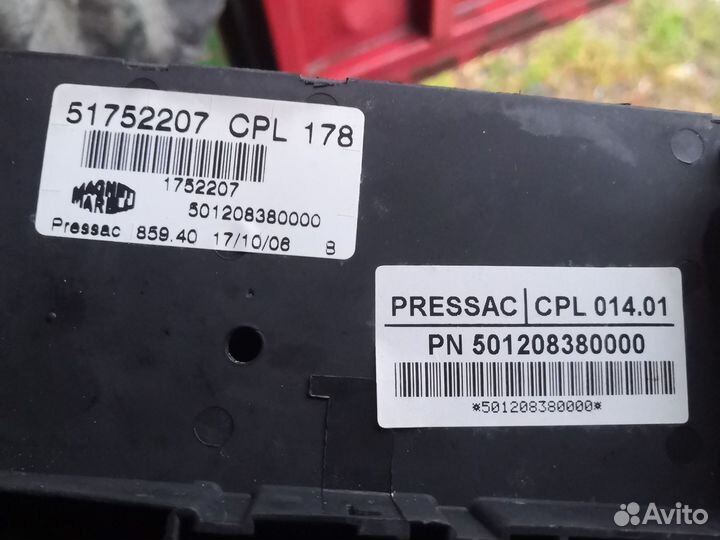 51752207 CPL 178
1752207
MAGNETI
MARELLI
501208380000
Pressac 859.40 17/10/06 8
PRESSAC CPL 014.01
PN 501208380000
*501208380000*
Avito